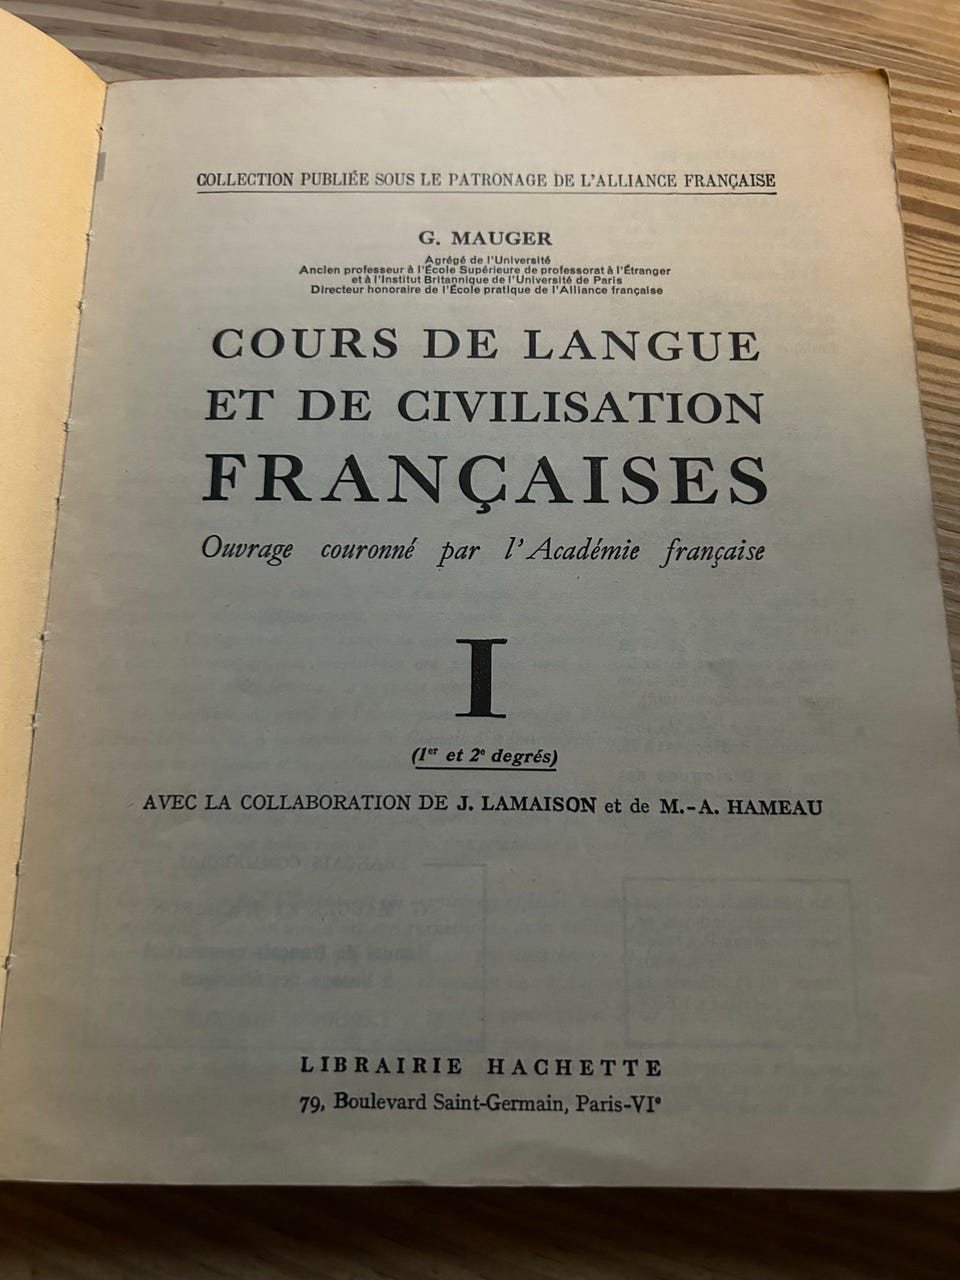 COLLECTION PUBLIÉE SOUS LE PATRONAGE DE L'ALLIANCE FRANÇAISE
G. MAUGER
Agrégé de l'Université
Ancien professeur à l'École Supérieure de professorat à l'Étranger
et à l'Institut Britannique de l'Université de Paris
Directeur honoraire de l'École pratique de l'Alliance française
COURS DE LANGUE
ET DE CIVILISATION
FRANÇAISES
Ouvrage couronné par l'Académie française
I
(1er et 2e degrés)
AVEC LA COLLABORATION DE J. LAMAISON et de M.-A. HAMEAU
LIBRAIRIE HACHETTE
79, Boulevard Saint-Germain, Paris-VIe